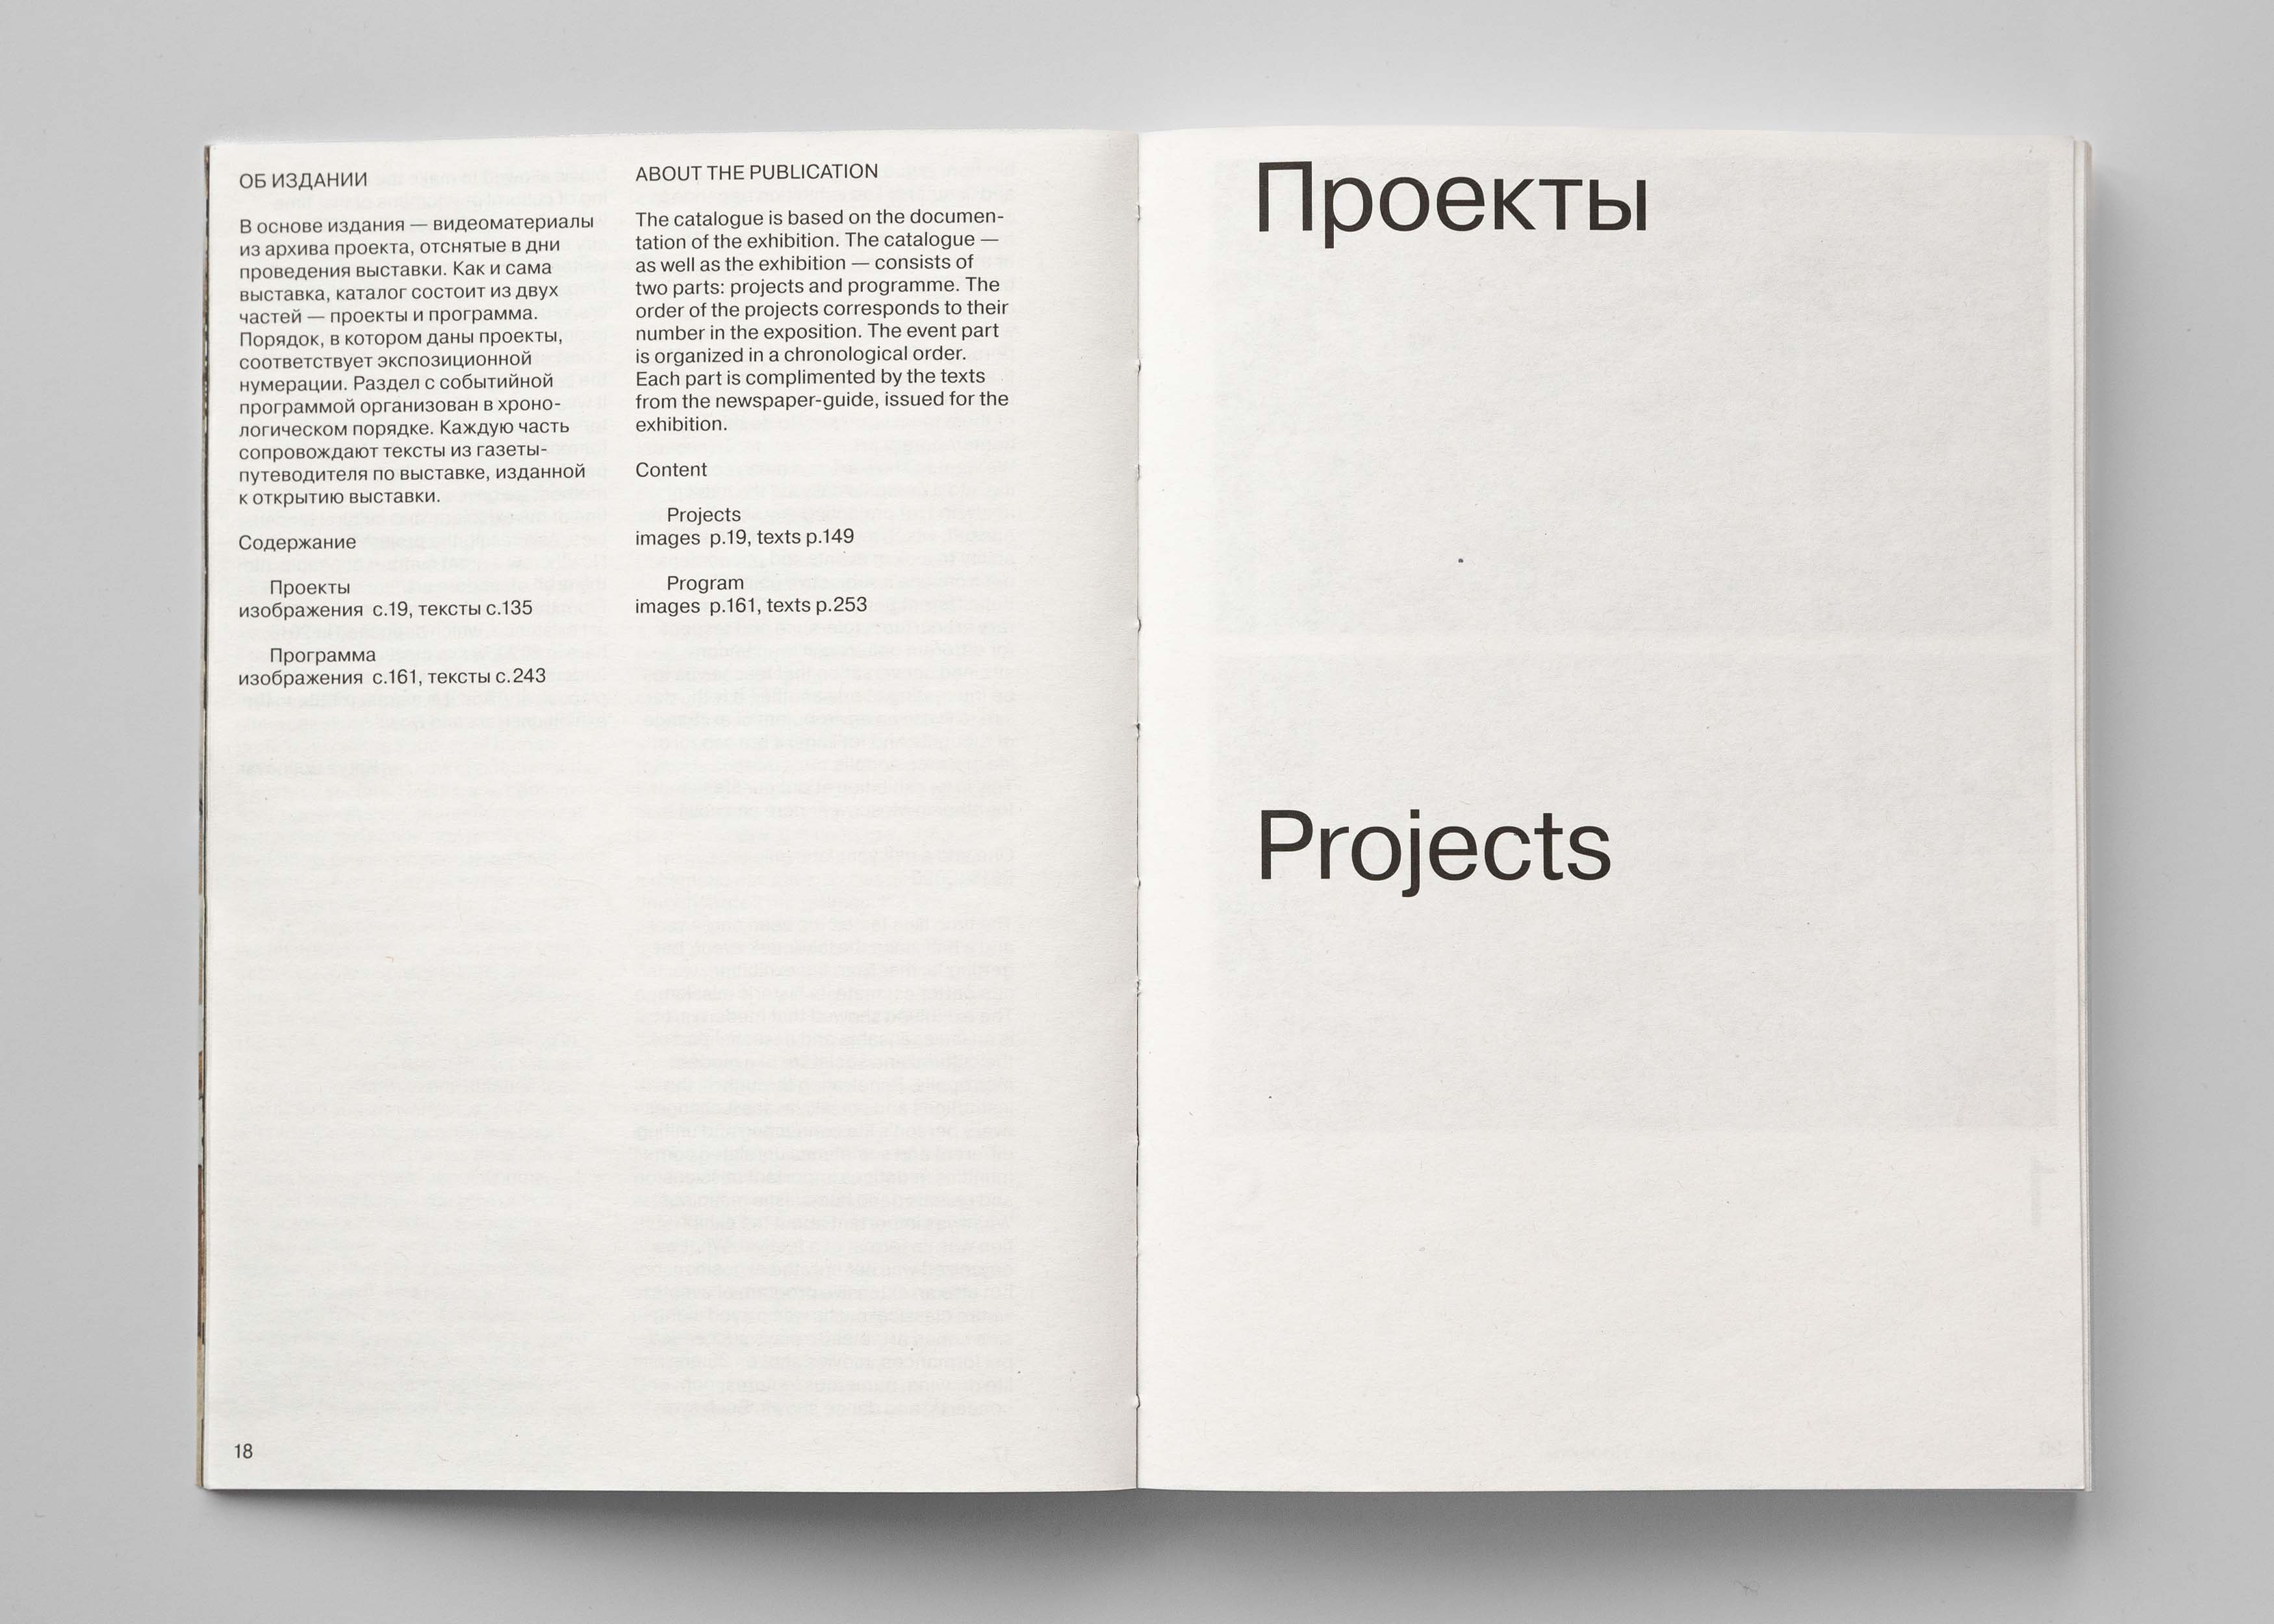 ОБ ИЗДАНИИ
В основе издания — видеоматериалы
из архива проекта, отснятые в дни
проведения выставки. Как и сама
выставка, каталог состоит из двух
частей — проекты и программа.
Порядок, в котором даны проекты,
соответствует экспозиционной
нумерации. Раздел с событийной
программой организован в хроно-
логическом порядке. Каждую часть
сопровождают тексты из газеты-
путеводителя по выставке, изданной
к открытию выставки.
Содержание
Проекты
изображения с.19, тексты с.135
Программа
изображения с.161, тексты с.243
18
ABOUT THE PUBLICATION
The catalogue is based on the documen-
tation of the exhibition. The catalogue —
as well as the exhibition — consists of
two parts: projects and programme. The
order of the projects corresponds to their
number in the exposition. The event part
is organized in a chronological order.
Each part is complimented by the texts
from the newspaper-guide, issued for the
exhibition.
Content
Projects
images p.19, texts p.149
Program
images p.161, texts p.253
Проекты
Projects